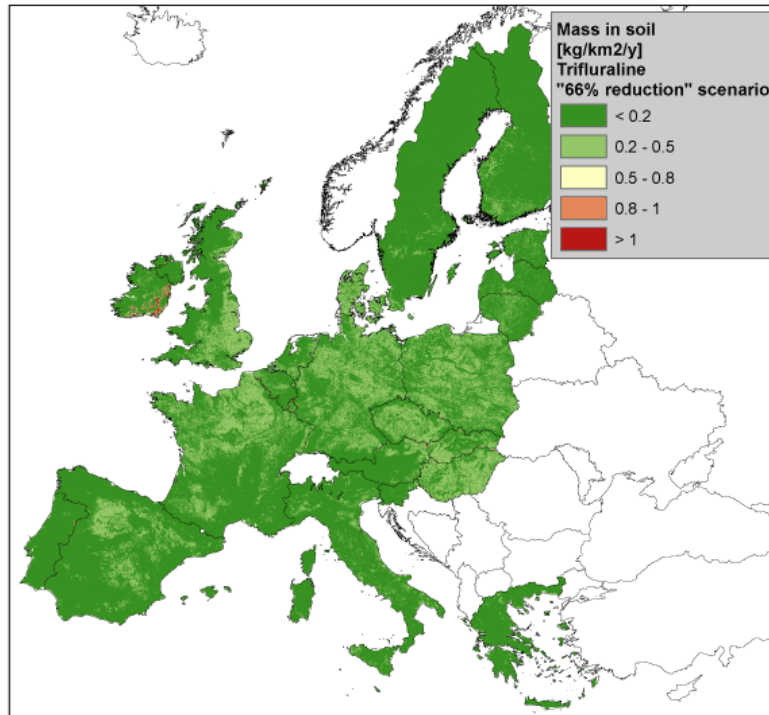 Mass in soil
[kg/km2/y]
Trifluraline
"66% reduction" scenario
< 0.2
0.2 - 0.5
0.5 - 0.8
0.8 - 1
> 1